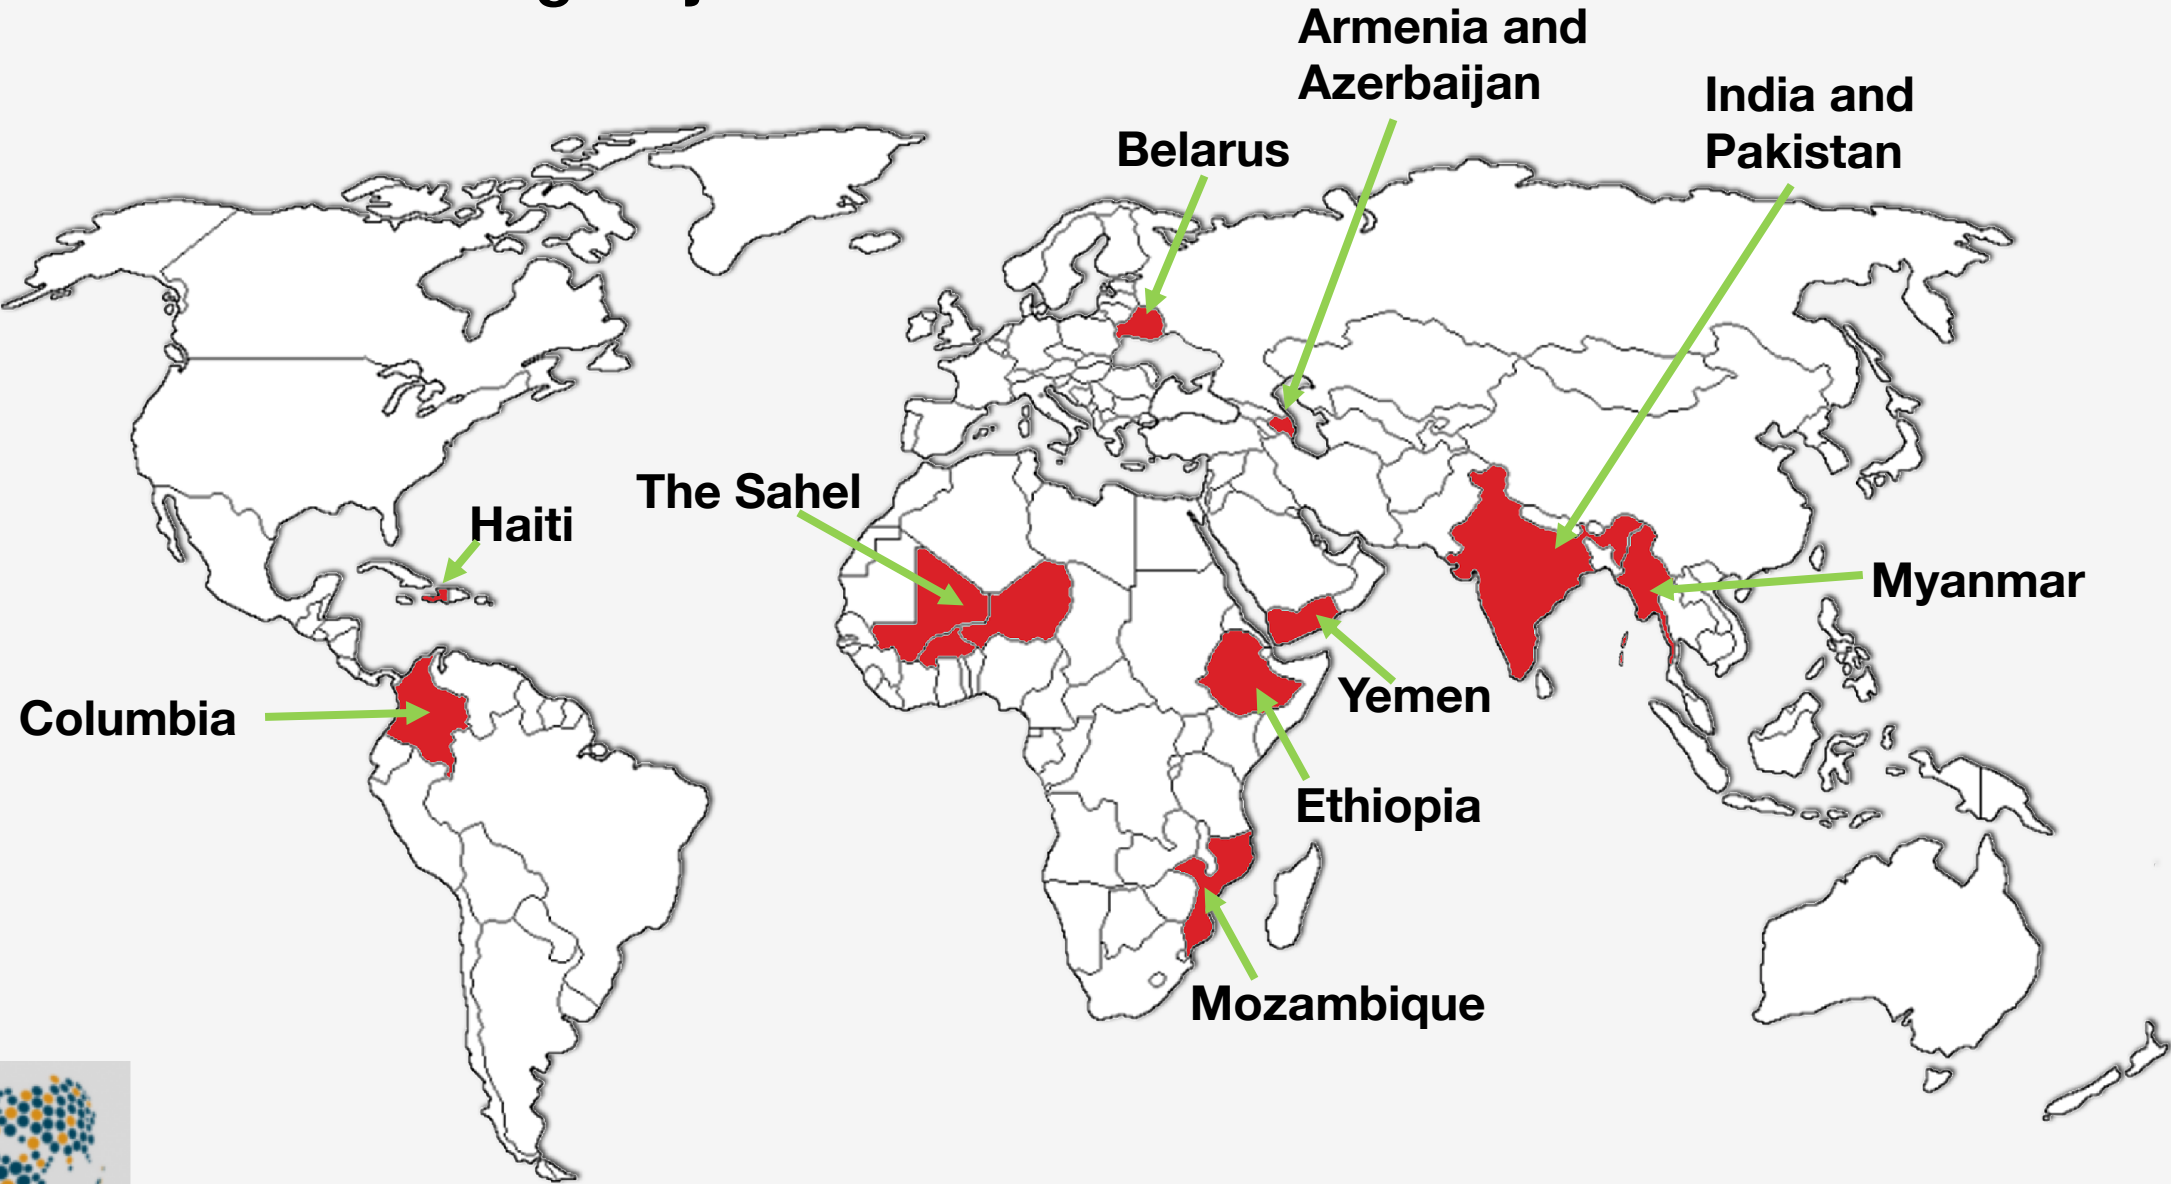 Armenia and
Azerbaijan
India and
Pakistan
Belarus
The Sahel
Haiti
Myanmar
Yemen
Columbia
Ethiopia
Mozambique